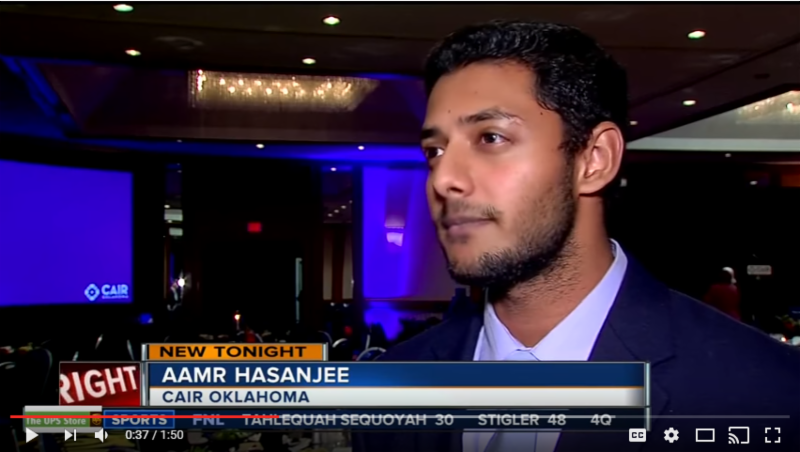 CAIR
OKLAHOMA
NEW TONIGHT
RIGHT
AAMR HASANJEE
CAIR OKLAHOMA
The UPS Store SPORTS FNL TAHLEQUAH SEQUOYAH 30 STIGLER 48 4Q
0:37 / 1:50
CC